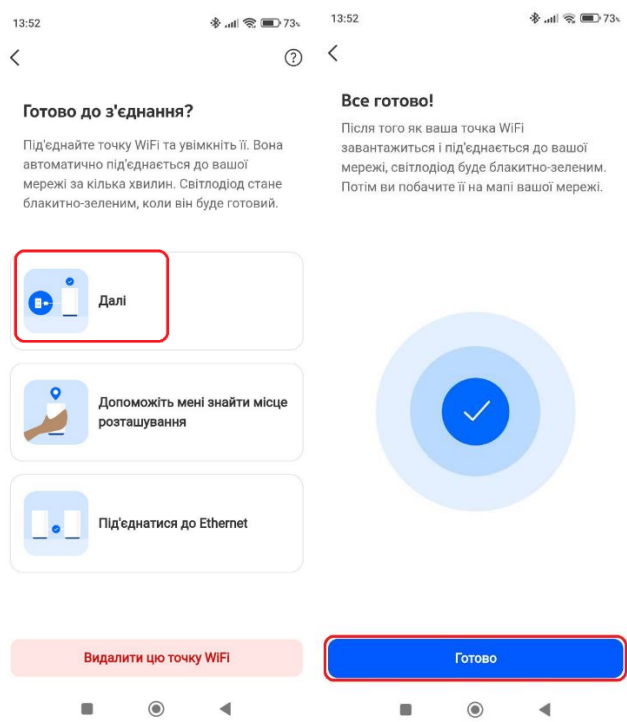 13:52
73%
Готово до з'єднання?
Під'єднайте точку WiFi та увімкніть її. Вона
автоматично під'єднається до вашої
мережі за кілька хвилин. Світлодіод стане
блакитно-зеленим, коли він буде готовий.
Далі
Допоможіть мені знайти місце
розташування
Під'єднатися до Ethernet
Видалити цю точку WiFi
13:52
73%
Все готово!
Після того як ваша точка WiFi
завантажиться і під'єднається до вашої
мережі, світлодіод буде блакитно-зеленим.
Потім ви побачите її на мапі вашої мережі.
Готово